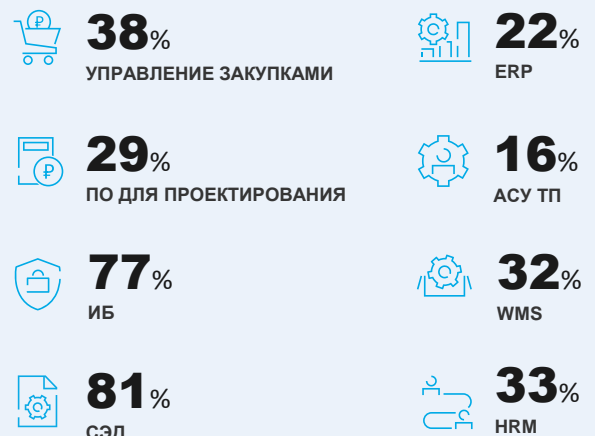 38%
УПРАВЛЕНИЕ ЗАКУПКАМИ
22%
ERP
29%
ПО ДЛЯ ПРОЕКТИРОВАНИЯ
16%
АСУ ТП
77%
ИБ
32%
WMS
81%
СЭД
33%
HRM